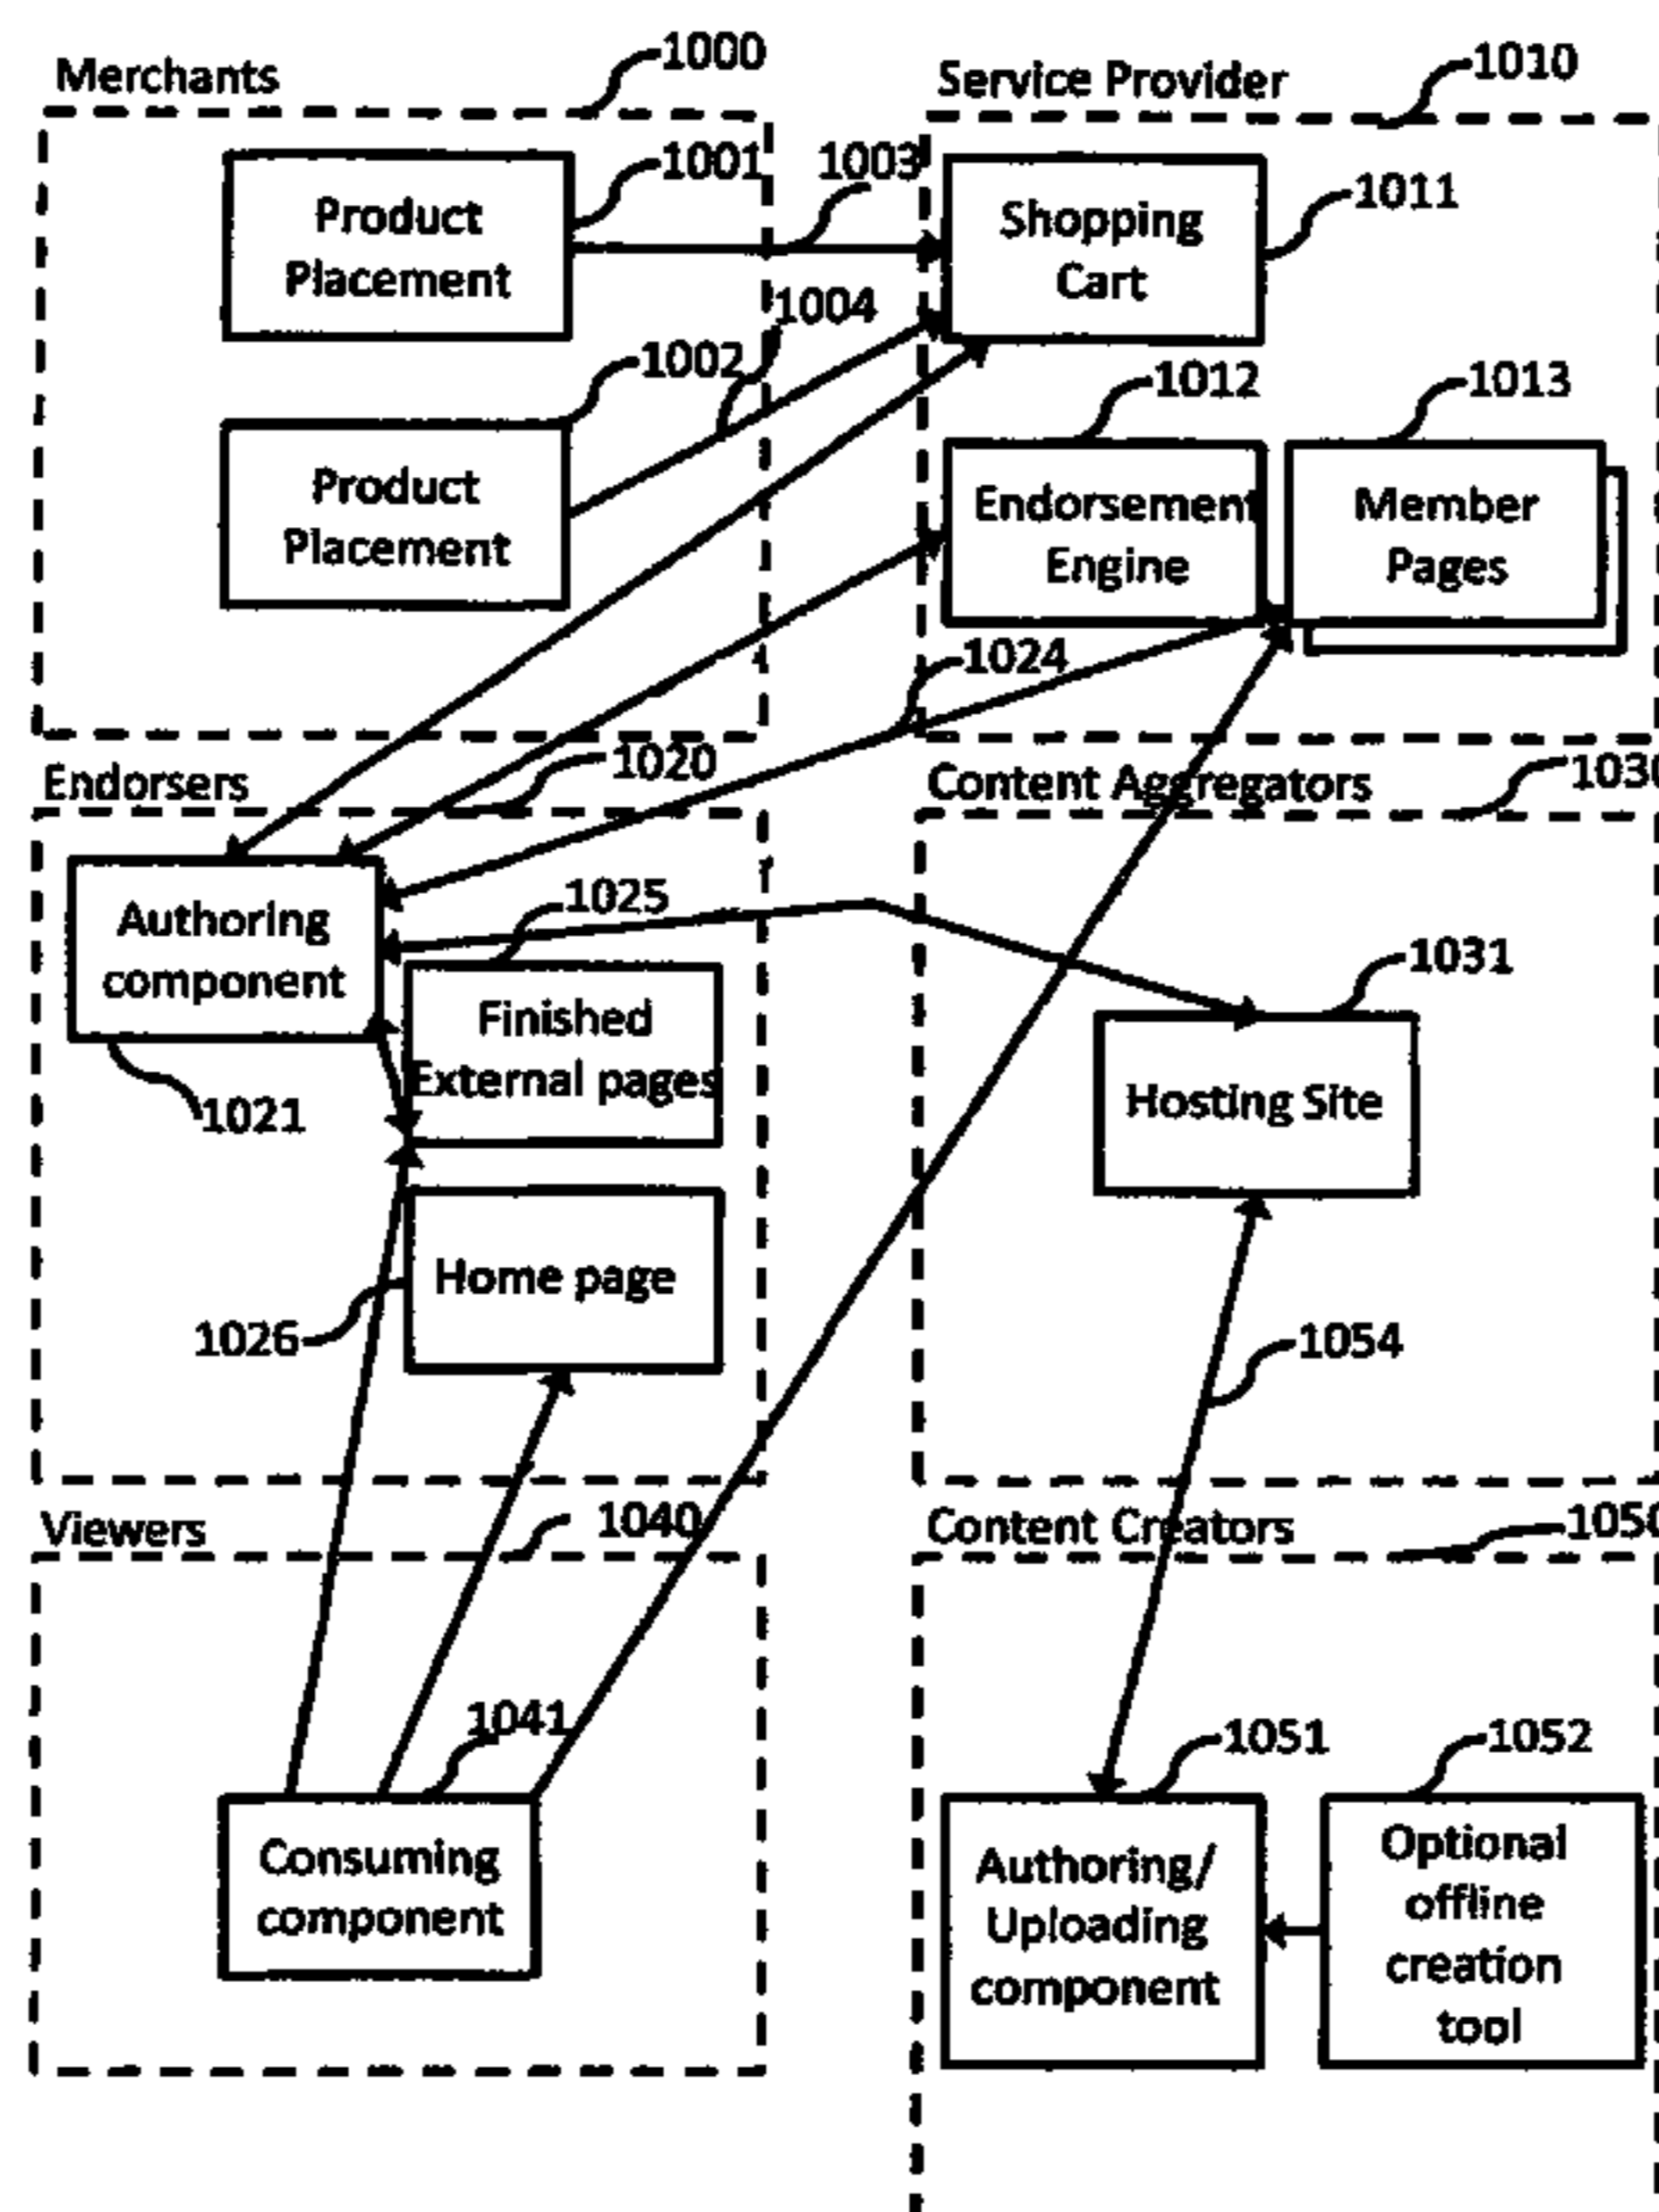 Merchants
1000
Service Provider
1010
Product
Placement
1001
1003
Shopping
Cart
1011
1004
Product
Placement
1002
1012
1013
Endorsement
Engine
Member
Pages
1024
Endorsers
1020
Content Aggregators
1030
Authoring
component
1021
1025
Finished
External pages
1031
Hosting Site
Home page
1026
1054
Viewers
1040
Content Creators
1050
1041
Consuming
component
1051
1052
Authoring/
Uploading
component
Optional
offline
creation
tool